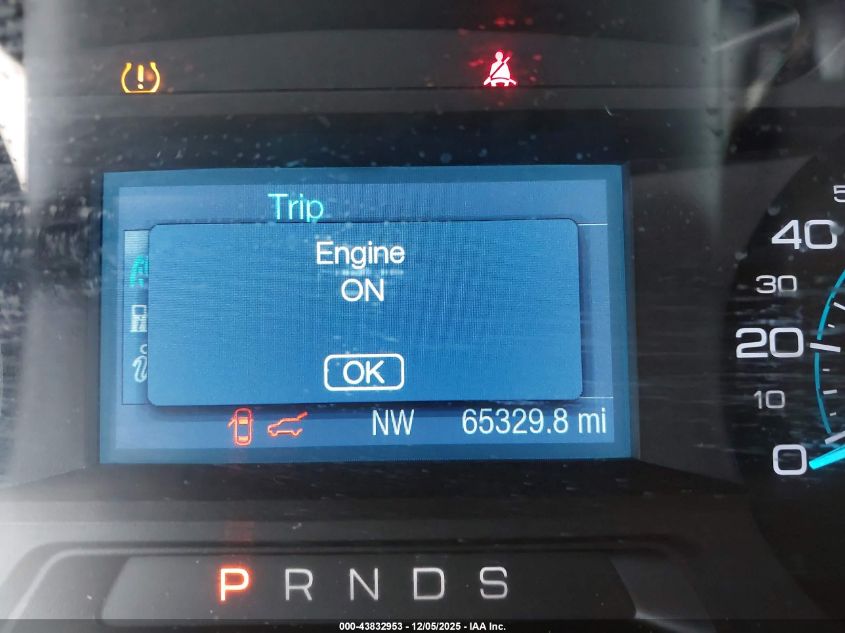 Trip
Engine
ON
OK
NW 65329.8 mi
40
30
20
10
0
P R N D S
000-43832953 - 12/05/2025 - IAA Inc.